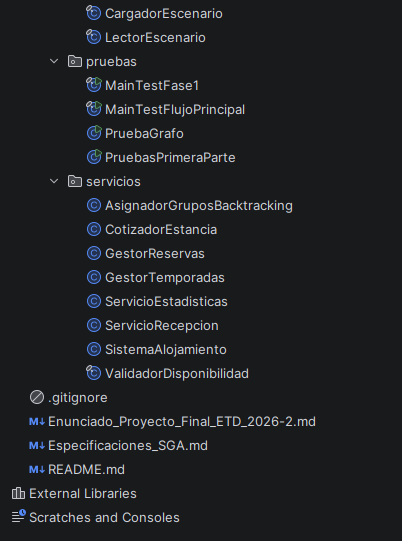 CargadorEscenario
LectorEscenario
pruebas
MainTestFase1
MainTestFlujoPrincipal
PruebaGrafo
PruebasPrimeraParte
servicios
AsignadorGruposBacktracking
CotizadorEstancia
GestorReservas
GestorTemporadas
ServicioEstadisticas
ServicioRecepcion
SistemaAlojamiento
ValidadorDisponibilidad
.gitignore
Enunciado_Proyecto_Final_ETD_2026-2.md
Especificaciones_SGA.md
README.md
External Libraries
Scratches and Consoles